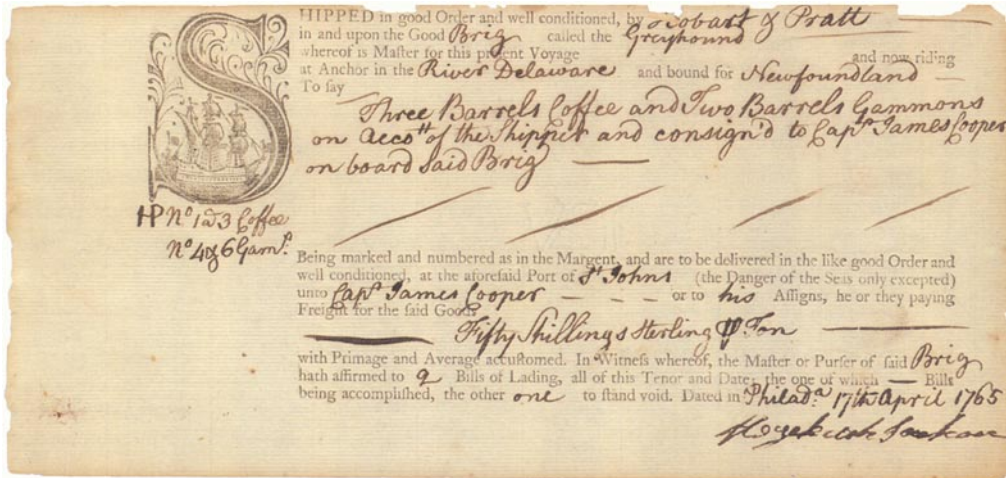 SHIPPED in good Order and well conditioned, by Hobart & Pratt
in and upon the Good Brig called the Greyhound
whereof is Maſter for this preſent Voyage and now riding
at Anchor in the River Delaware and bound for Newfoundland —
To ſay
Three Barrels Coffee and Two Barrels Gammons
on Accott of the Shipper and consign'd to Capt James Cooper
on board said Brig —
HP No 1 a 3 Coffee
No 4 & 6 Gams
Being marked and numbered as in the Margent, and are to be delivered in the like good Order and
well conditioned, at the aforeſaid Port of St Johns (the Danger of the Seas only excepted)
unto Capt James Cooper – – – – or to his Aſſigns, he or they paying
Freight for the ſaid Goods
Fifty Shillings Sterling ⅌ Ton
with Primage and Average accuſtomed. In Witneſs whereof, the Maſter or Purſer of ſaid Brig
hath affirmed to 2 Bills of Lading, all of this Tenor and Date, the one of which — Bills
being accompliſhed, the other one to ſtand void. Dated in Philada 17th April 1765